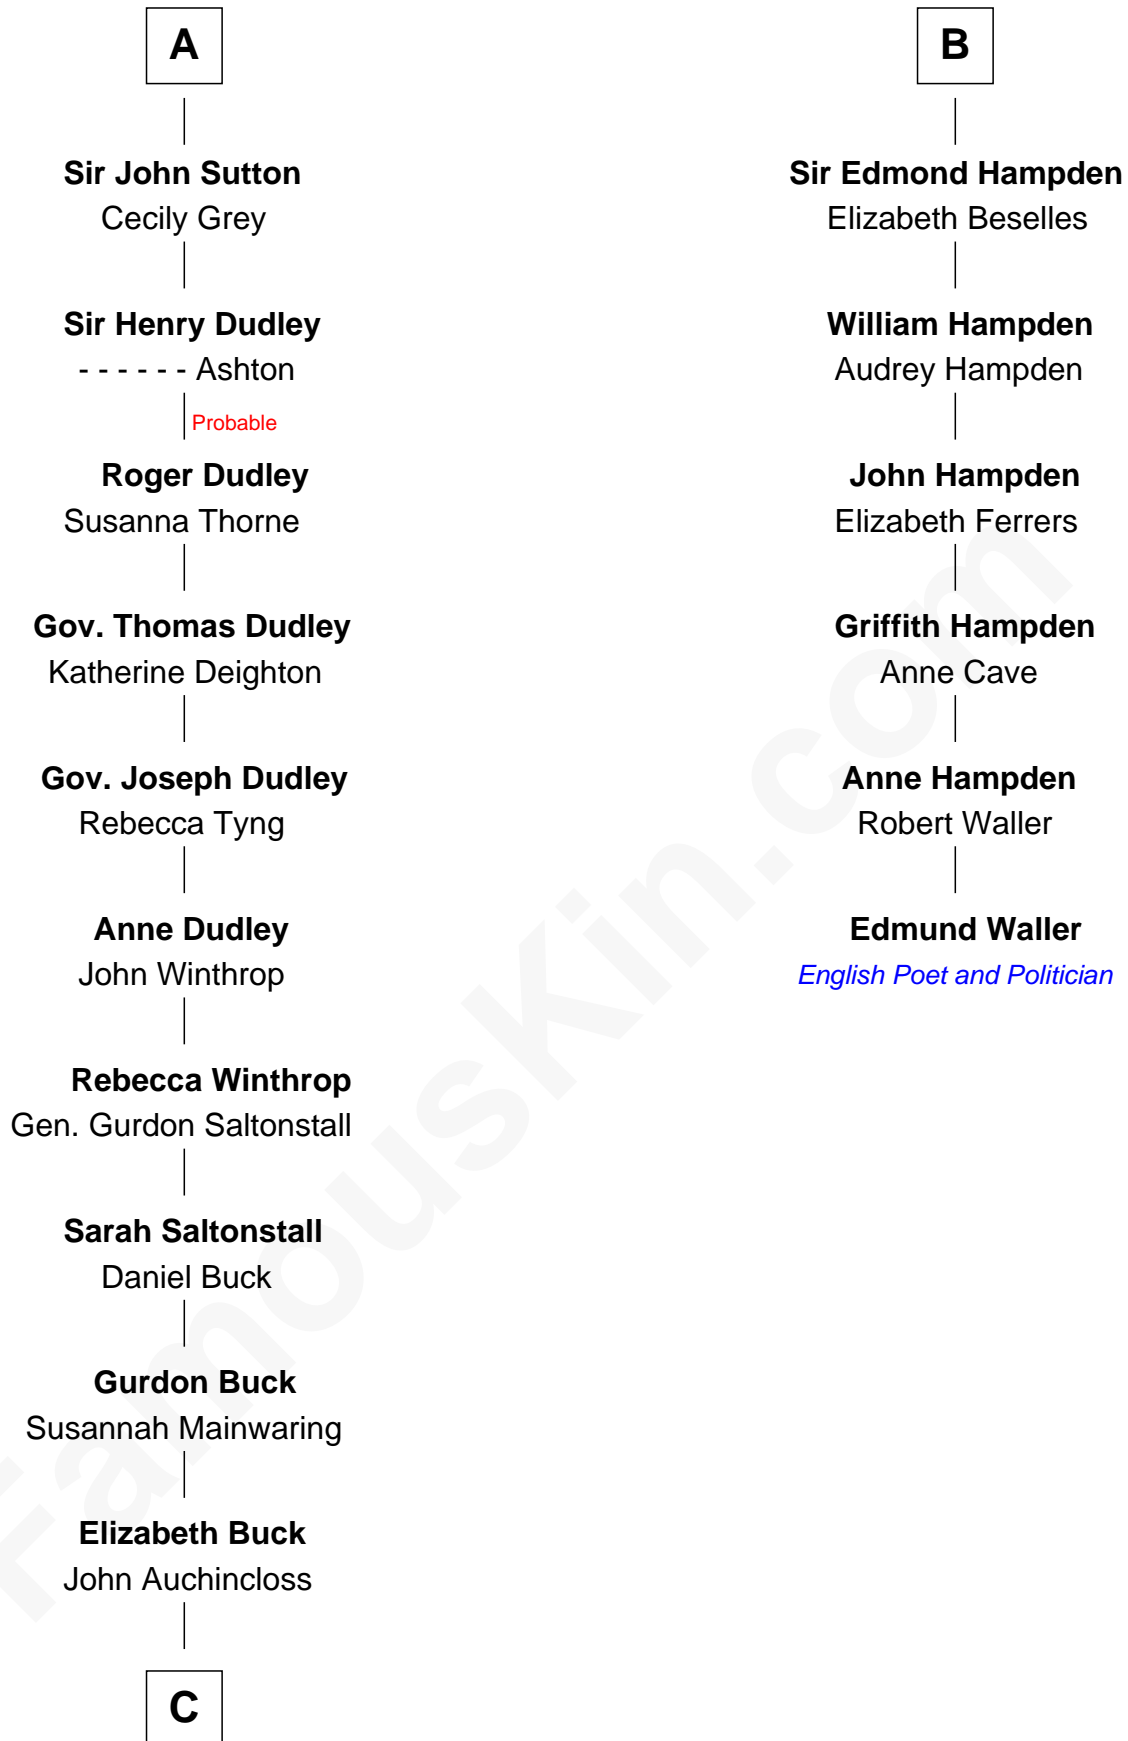 A
Sir John Sutton
Cecily Grey
Sir Henry Dudley
- - - - - - Ashton
Probable
Roger Dudley
Susanna Thorne
Gov. Thomas Dudley
Katherine Deighton
Gov. Joseph Dudley
Rebecca Tyng
Anne Dudley
John Winthrop
Rebecca Winthrop
Gen. Gurdon Saltonstall
Sarah Saltonstall
Daniel Buck
Gurdon Buck
Susannah Mainwaring
Elizabeth Buck
John Auchincloss
C
B
Sir Edmond Hampden
Elizabeth Beselles
William Hampden
Audrey Hampden
John Hampden
Elizabeth Ferrers
Griffith Hampden
Anne Cave
Anne Hampden
Robert Waller
Edmund Waller
English Poet and Politician
FamousKin.com